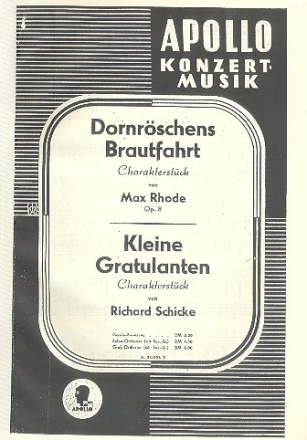 APOLLO
KONZERT-
MUSIK
Dornröschens
Brautfahrt
Charakterstück
von
Max Rhode
Op. 8
Kleine
Gratulanten
Charakterstück
von
Richard Schicke
APOLLO